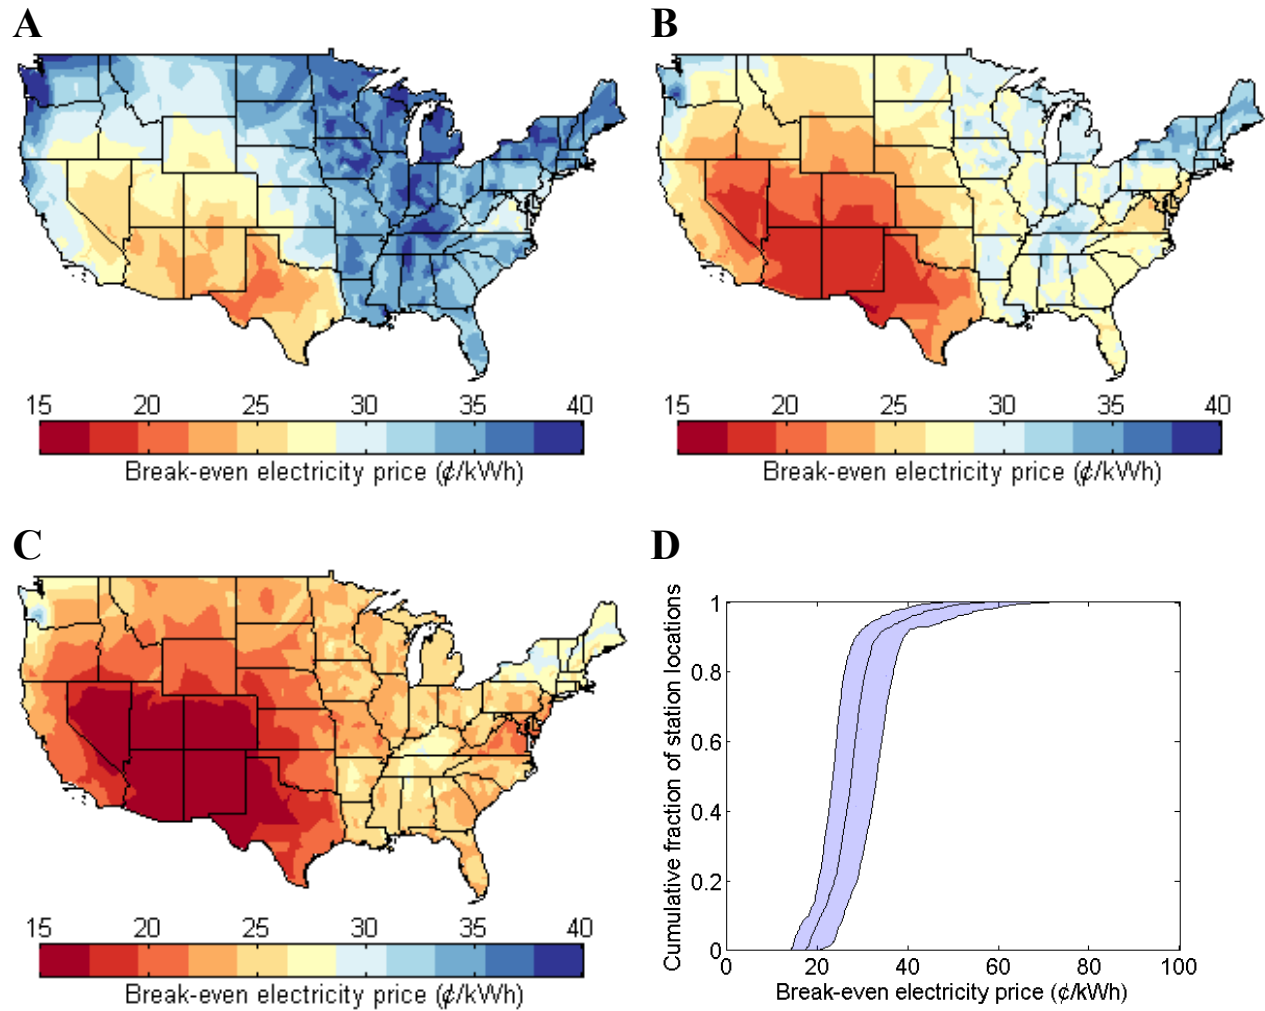 A
B
15 20 25 30 35 40
Break-even electricity price (¢/kWh)
15 20 25 30 35 40
Break-even electricity price (¢/kWh)
C
D
15 20 25 30 35 40
Break-even electricity price (¢/kWh)
Cumulative fraction of station locations
1
0.8
0.6
0.4
0.2
0
0 20 40 60 80 100
Break-even electricity price (¢/kWh)